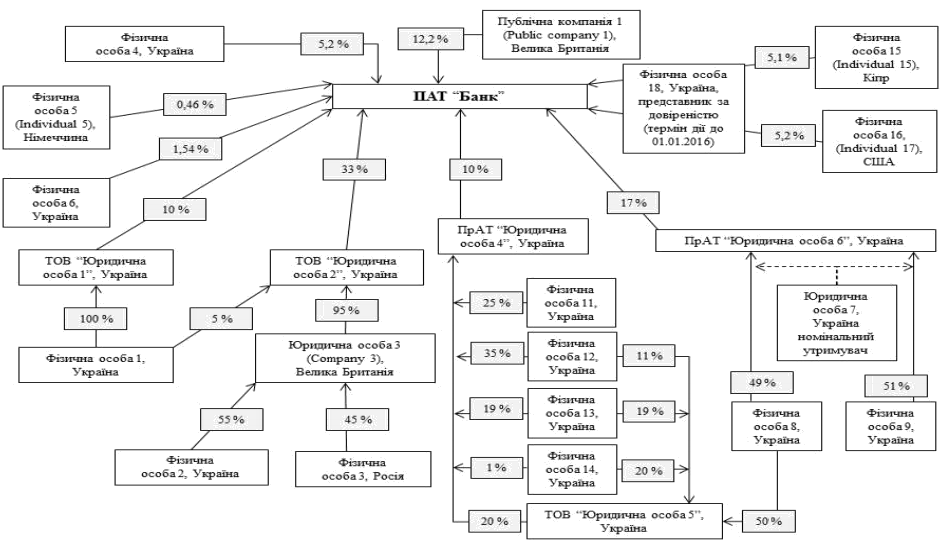 Фізична
особа 4, Україна
5,2 %
12,2 %
Публічна компанія 1
(Public company 1),
Велика Британія
5,1 %
Фізична
особа 15
(Individual 15),
Кіпр
Фізична
особа 5
(Individual 5),
Німеччина
0,46 %
ПАТ “Банк”
Фізична особа
18, Україна,
представник за
довіреністю
(термін дії до
01.01.2016)
5,2 %
Фізична
особа 16,
(Individual 17),
США
1,54 %
Фізична
особа 6,
Україна
10 %
33 %
10 %
17 %
ТОВ “Юридична
особа 1”, Україна
ТОВ “Юридична
особа 2”, Україна
ПрАТ “Юридична
особа 4”, Україна
ПрАТ “Юридична особа 6”, Україна
100 %
5 %
95 %
25 %
Фізична
особа 11,
Україна
Юридична
особа 7,
Україна
номінальний
утримувач
Фізична особа 1,
Україна
Юридична особа 3
(Company 3),
Велика Британія
35 %
Фізична
особа 12,
Україна
11 %
49 %
51 %
55 %
45 %
19 %
Фізична
особа 13,
Україна
19 %
Фізична
особа 8,
Україна
Фізична
особа 9,
Україна
Фізична
особа 2, Україна
Фізична
особа 3, Росія
1 %
Фізична
особа 14,
Україна
20 %
20 %
ТОВ “Юридична особа 5”,
Україна
50 %